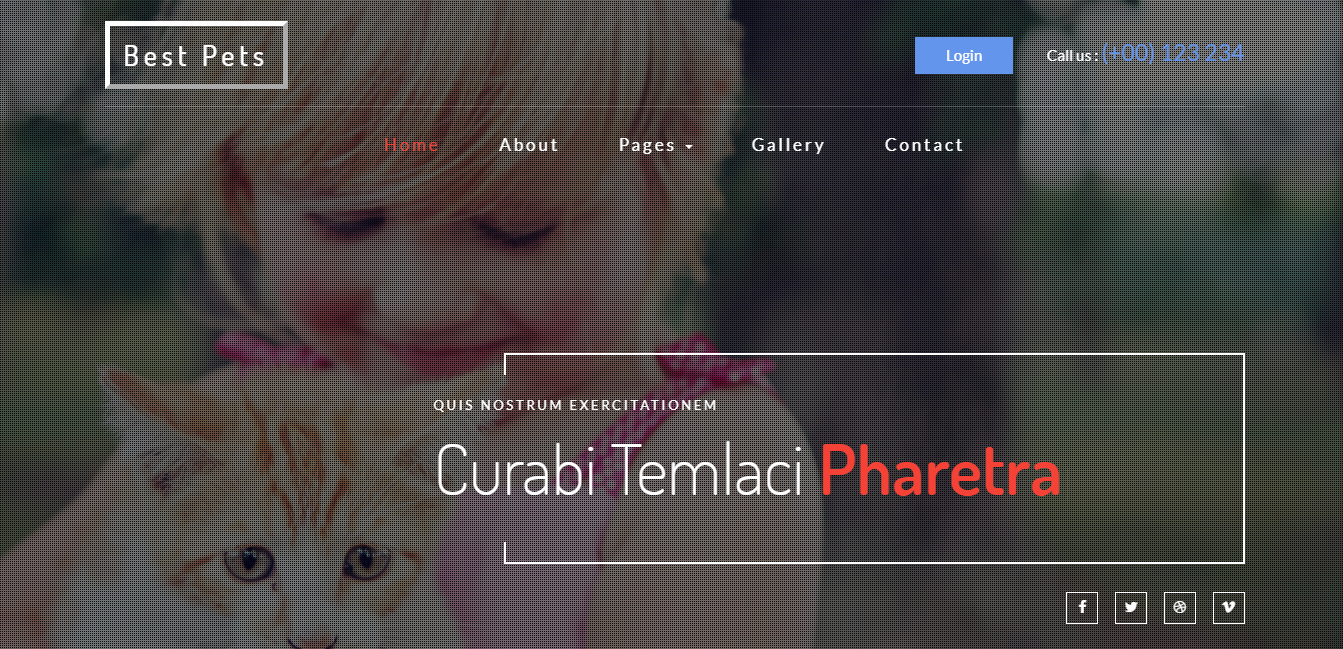 Best Pets
Login
Call us : (+00) 123 234
Home
About
Pages
Gallery
Contact
QUIS NOSTRUM EXERCITATIONEM
Curabi Temlaci Pharetra